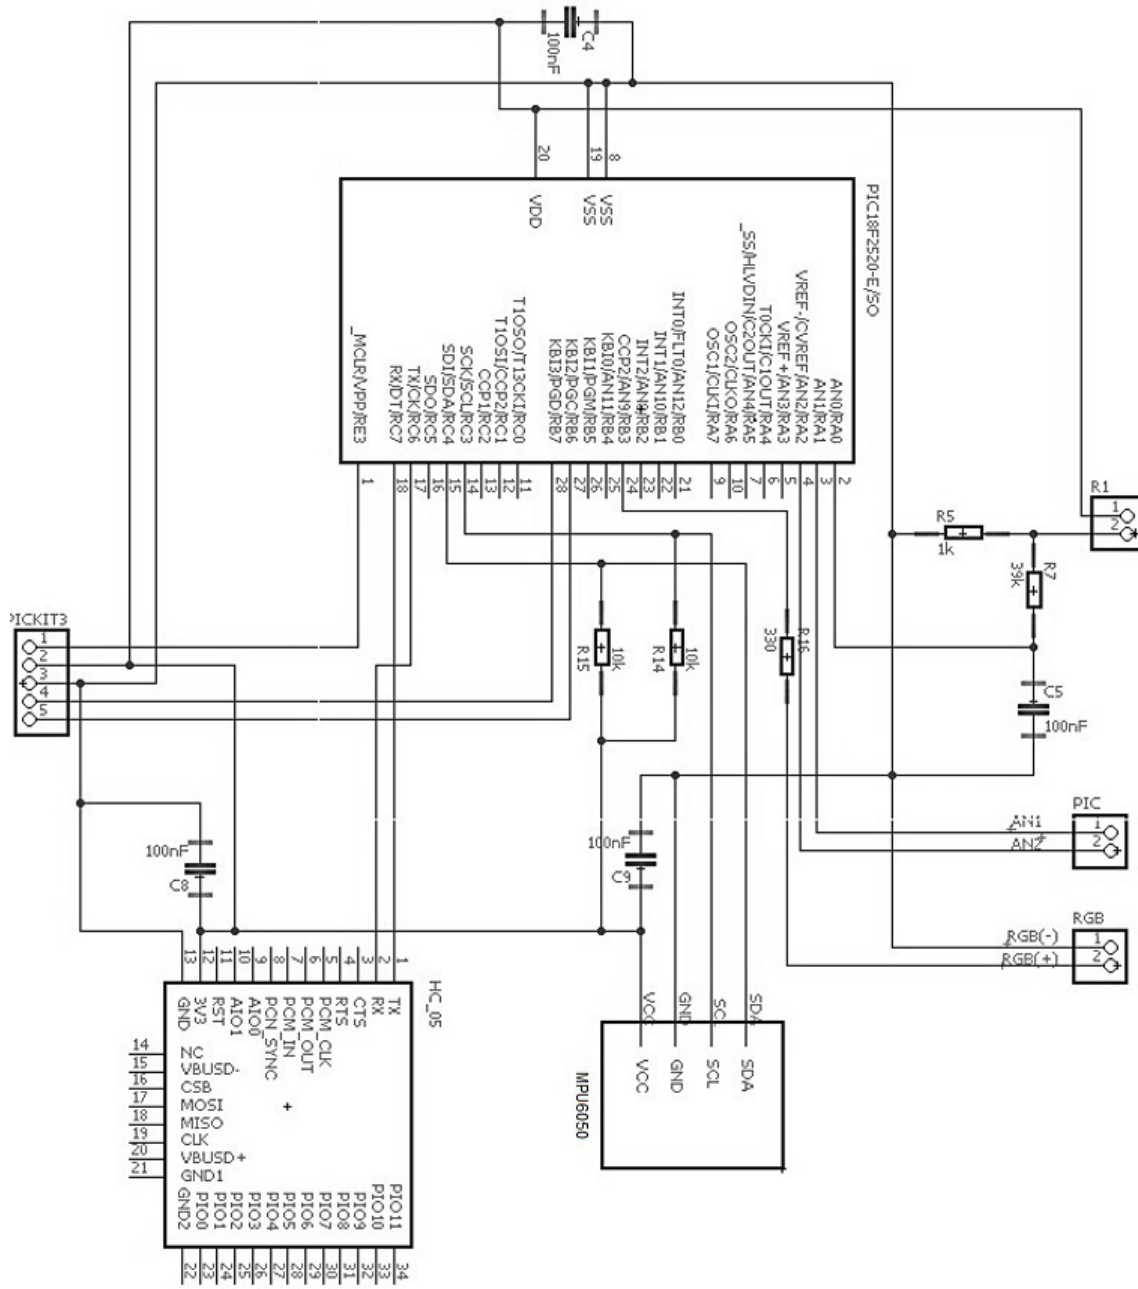 C4
100nF
20
19
8
VDD
VSS
VSS
PIC18F2520-E/SO
_MCLR/VPP/RE3
RX/DT/RC7
TX/CK/RC6
SDO/RC5
SDI/SDA/RC4
SCK/SCL/RC3
CCP1/RC2
T1OSI/CCP2/RC1
T1OSO/T13CKI/RC0
KBI3/PGD/RB7
KBI2/PGC/RB6
KBI1/PGM/RB5
KBI0/AN11/RB4
CCP2/AN9/RB3
INT2/AN8/RB2
INT1/AN10/RB1
INT0/FLT0/AN12/RB0
OSC1/CLKI/RA7
OSC2/CLKO/RA6
_SS/HLVDIN/C2OUT/AN4/RA5
T0CKI/C1OUT/RA4
VREF+/AN3/RA3
VREF-/CVREF/AN2/RA2
AN1/RA1
AN0/RA0
1
18
17
16
15
14
13
12
11
28
27
26
25
24
23
22
21
9
10
7
6
5
4
3
2
R1
1
2
R5
1k
R7
39k
PICKIT3
1
2
3
4
5
R15
10k
R14
10k
R16
330
C5
100nF
PIC
AN1
1
AN2
2
100nF
C8
100nF
C9
RGB
RGB(-)
1
RGB(+)
2
13
12
11
10
9
8
7
6
5
4
3
2
1
HC_05
GND
3V3
RST
AIO1
AIO0
PCN_SYNC
PCM_IN
PCM_OUT
PCM_CLK
RTS
CTS
RX
TX
14
NC
15
VBUSD-
16
CSB
17
MOSI
18
MISO
19
CLK
20
VBUSD+
21
GND1
GND2
PIO0
PIO1
PIO2
PIO3
PIO4
PIO5
PIO6
PIO7
PIO8
PIO9
PIO10
PIO11
22
23
24
25
26
27
28
29
30
31
32
33
34
VCC
GND
SCL
SDA
VCC
GND
SCL
SDA
MPU6050